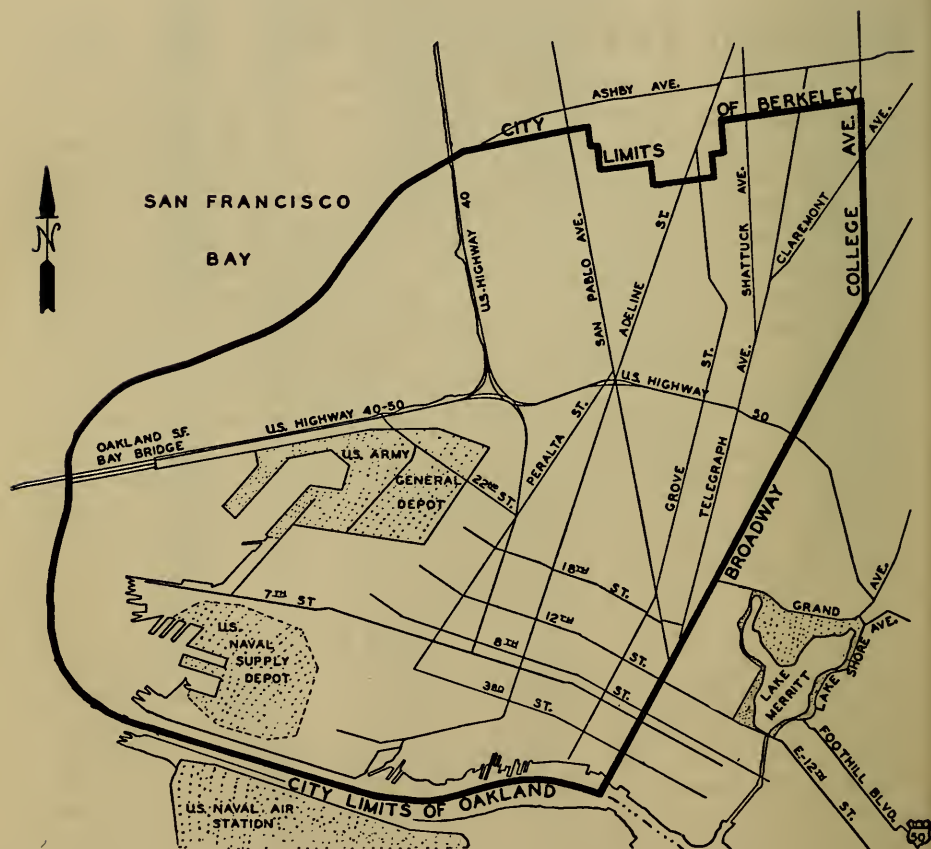 ASHBY AVE.
CITY LIMITS OF BERKELEY
SAN FRANCISCO
BAY
N
U.S. HIGHWAY 40
SAN PABLO AVE.
ADELINE ST.
SHATTUCK AVE.
CLAREMONT AVE.
COLLEGE AVE.
GROVE ST.
TELEGRAPH AVE.
U.S. HIGHWAY 50
OAKLAND S.F.
BAY BRIDGE
U.S. HIGHWAY 40-50
U.S. ARMY
GENERAL
DEPOT
22ND ST.
PERALTA ST.
BROADWAY
18TH ST.
7TH ST
12TH ST.
8TH ST.
3RD ST.
GRAND AVE.
LAKE
MERRITT
LAKE SHORE AVE.
U.S.
NAVAL
SUPPLY
DEPOT
E-12TH ST.
FOOTHILL BLVD.
50
CITY LIMITS OF OAKLAND
U.S. NAVAL AIR
STATION